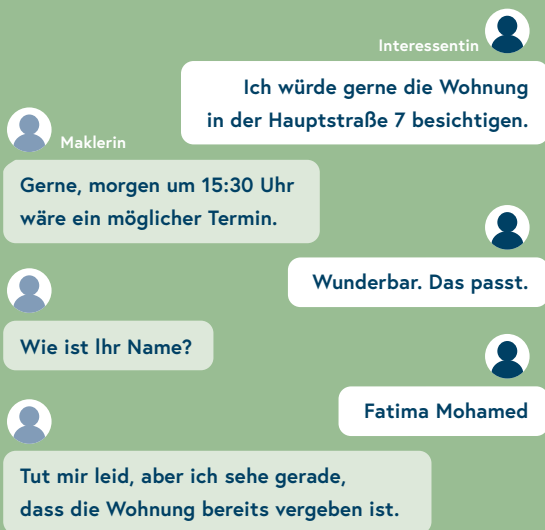 Interessentin
Ich würde gerne die Wohnung
in der Hauptstraße 7 besichtigen.
Maklerin
Gerne, morgen um 15:30 Uhr
wäre ein möglicher Termin.
Wunderbar. Das passt.
Wie ist Ihr Name?
Fatima Mohamed
Tut mir leid, aber ich sehe gerade,
dass die Wohnung bereits vergeben ist.